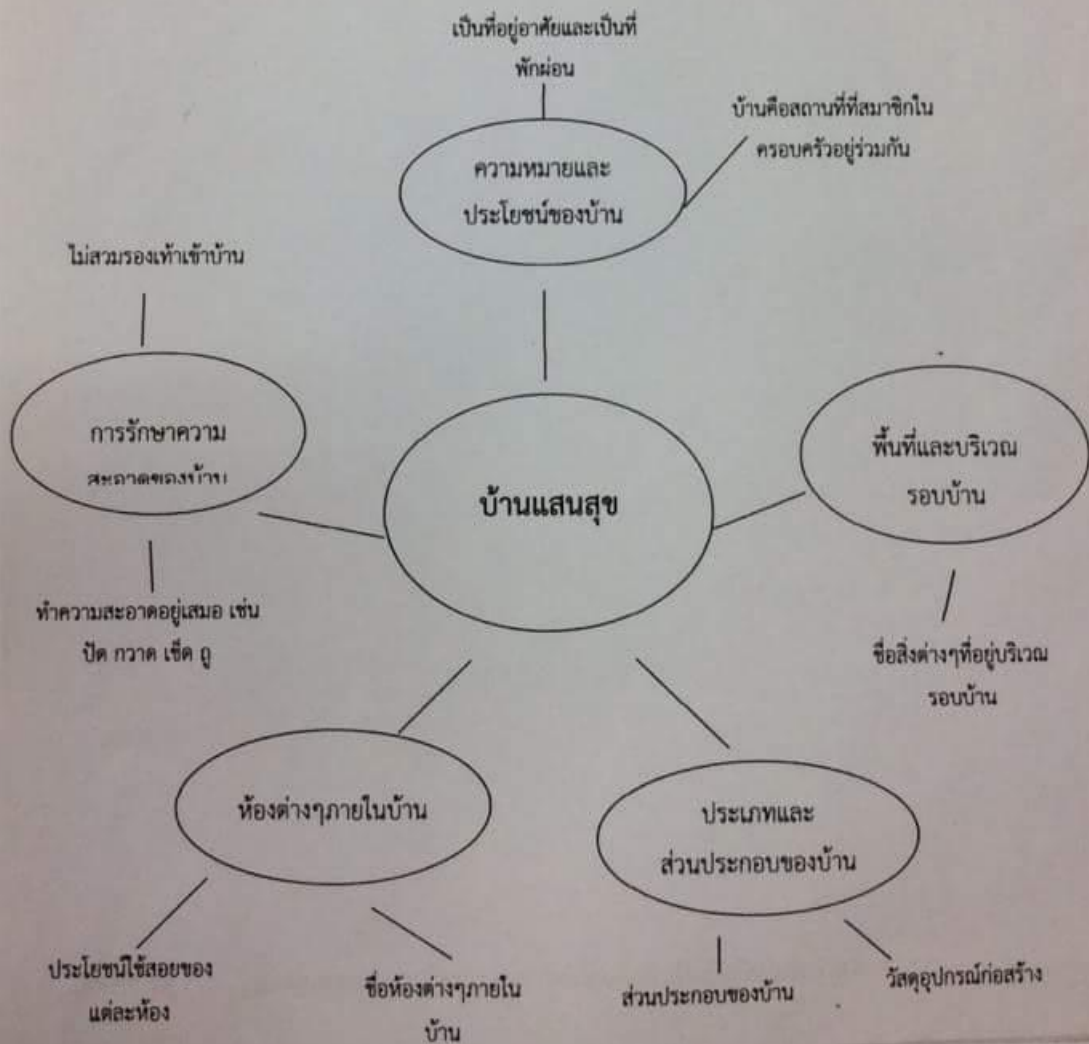 เป็นที่อยู่อาศัยและเป็นที่
พักผ่อน
บ้านคือสถานที่ที่สมาชิกใน
ครอบครัวอยู่ร่วมกัน
ความหมายและ
ประโยชน์ของบ้าน
ไม่สวมรองเท้าเข้าบ้าน
การรักษาความ
สะอาดของบ้าน
พื้นที่และบริเวณ
รอบบ้าน
บ้านแสนสุข
ทำความสะอาดอยู่เสมอ เช่น
ปัด กวาด เช็ด ถู
ชื่อสิ่งต่างๆที่อยู่บริเวณ
รอบบ้าน
ห้องต่างๆภายในบ้าน
ประเภทและ
ส่วนประกอบของบ้าน
ประโยชน์ใช้สอยของ
แต่ละห้อง
ชื่อห้องต่างๆภายใน
บ้าน
ส่วนประกอบของบ้าน
วัสดุอุปกรณ์ก่อสร้าง